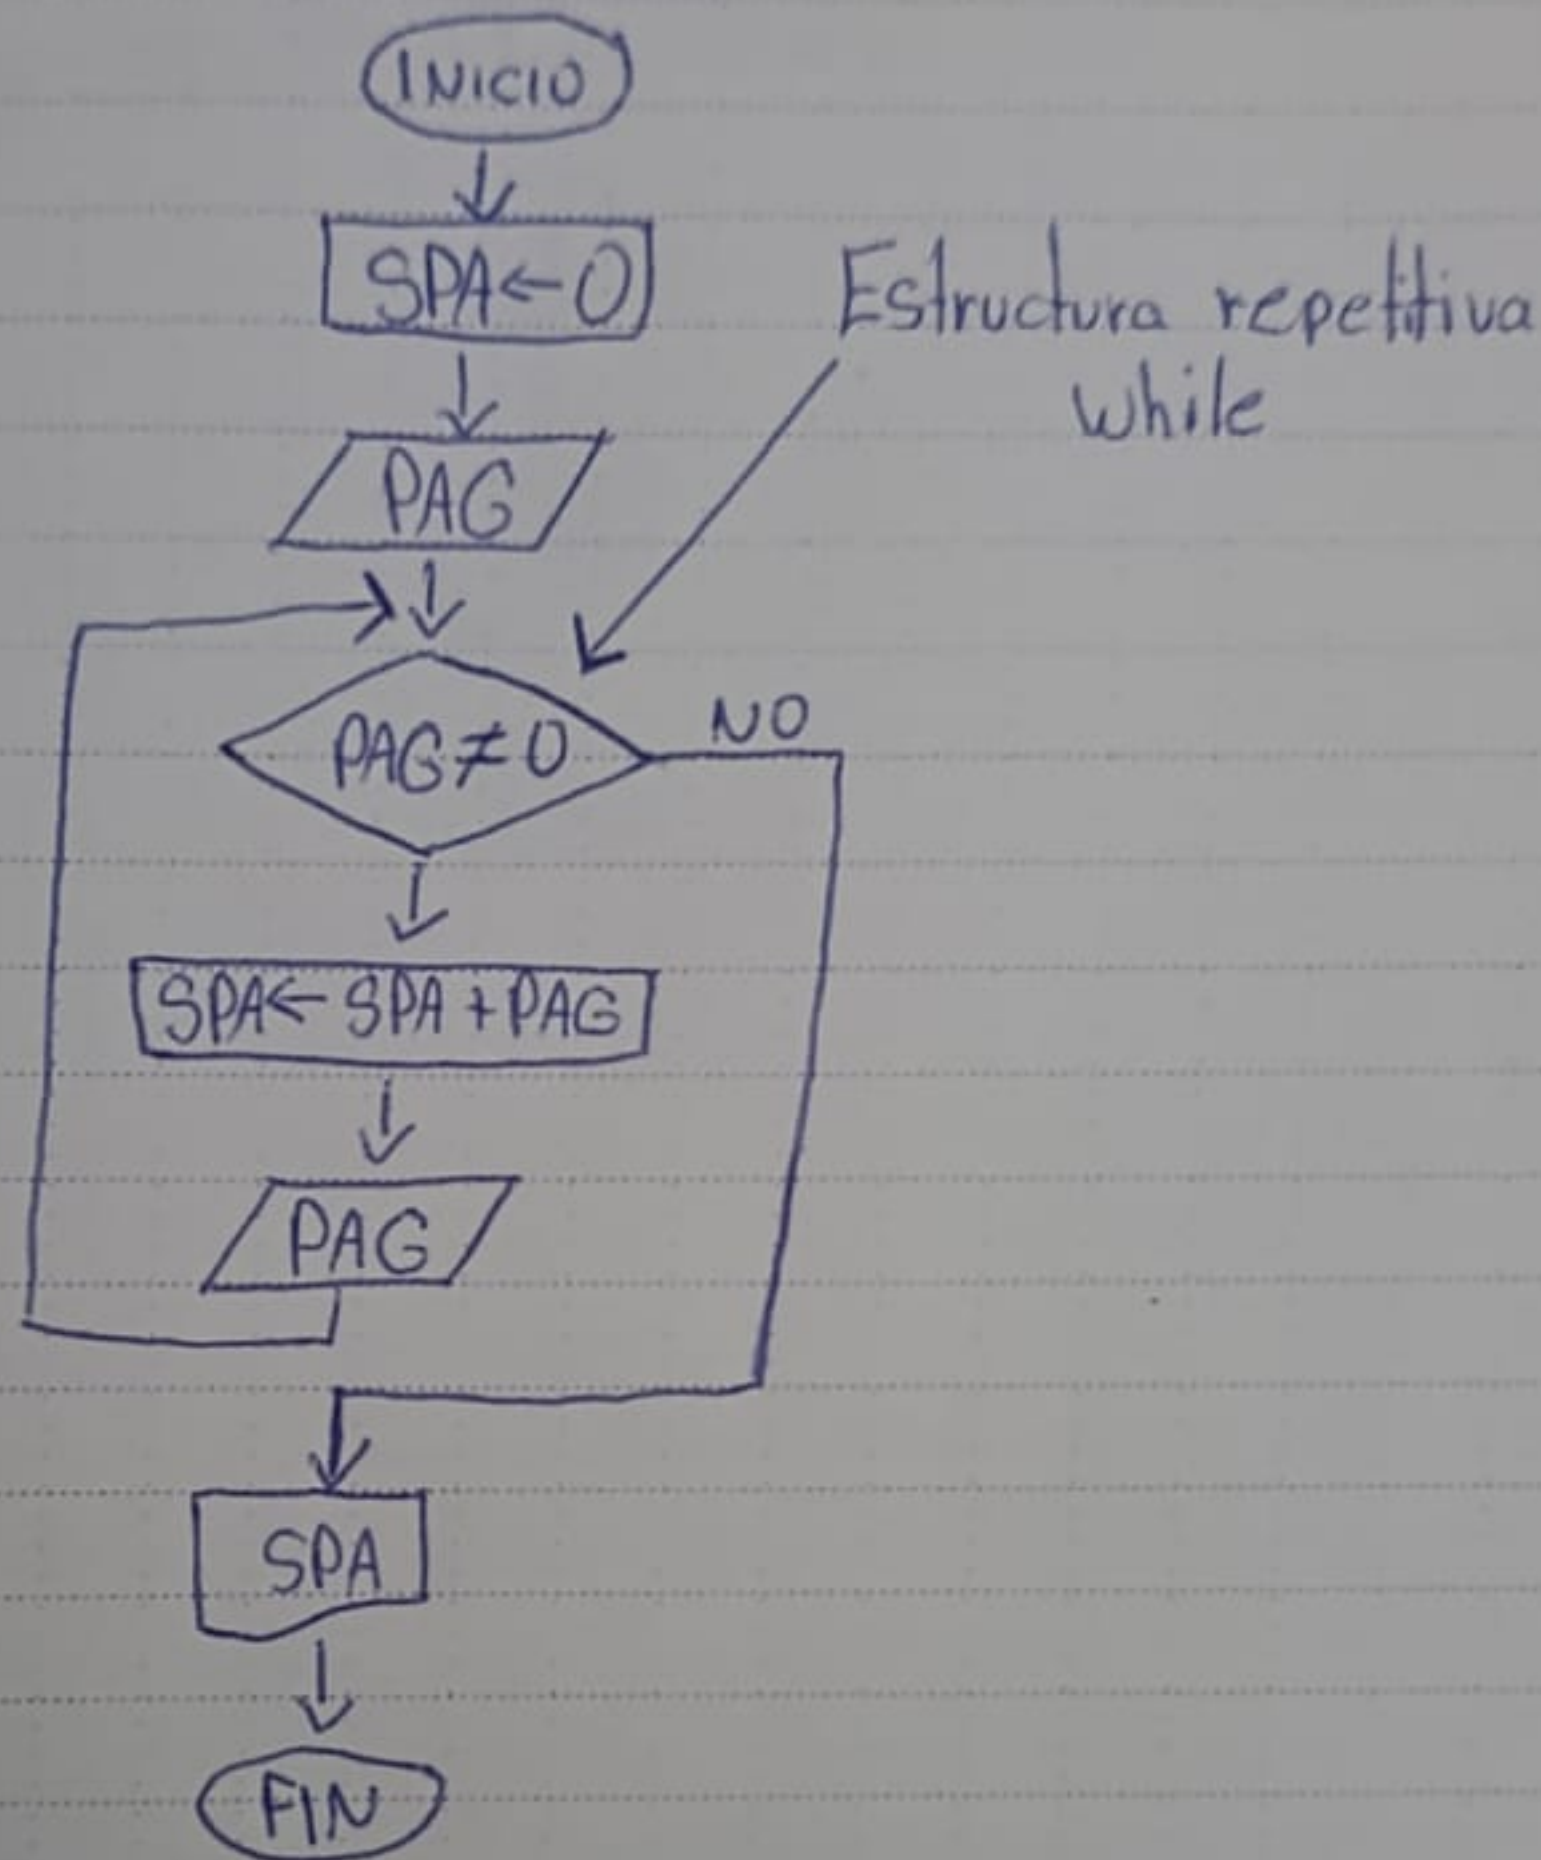 INICIO
SPA ← 0
Estructura repetitiva
while
PAG
PAG ≠ 0
NO
SPA ← SPA + PAG
PAG
SPA
FIN